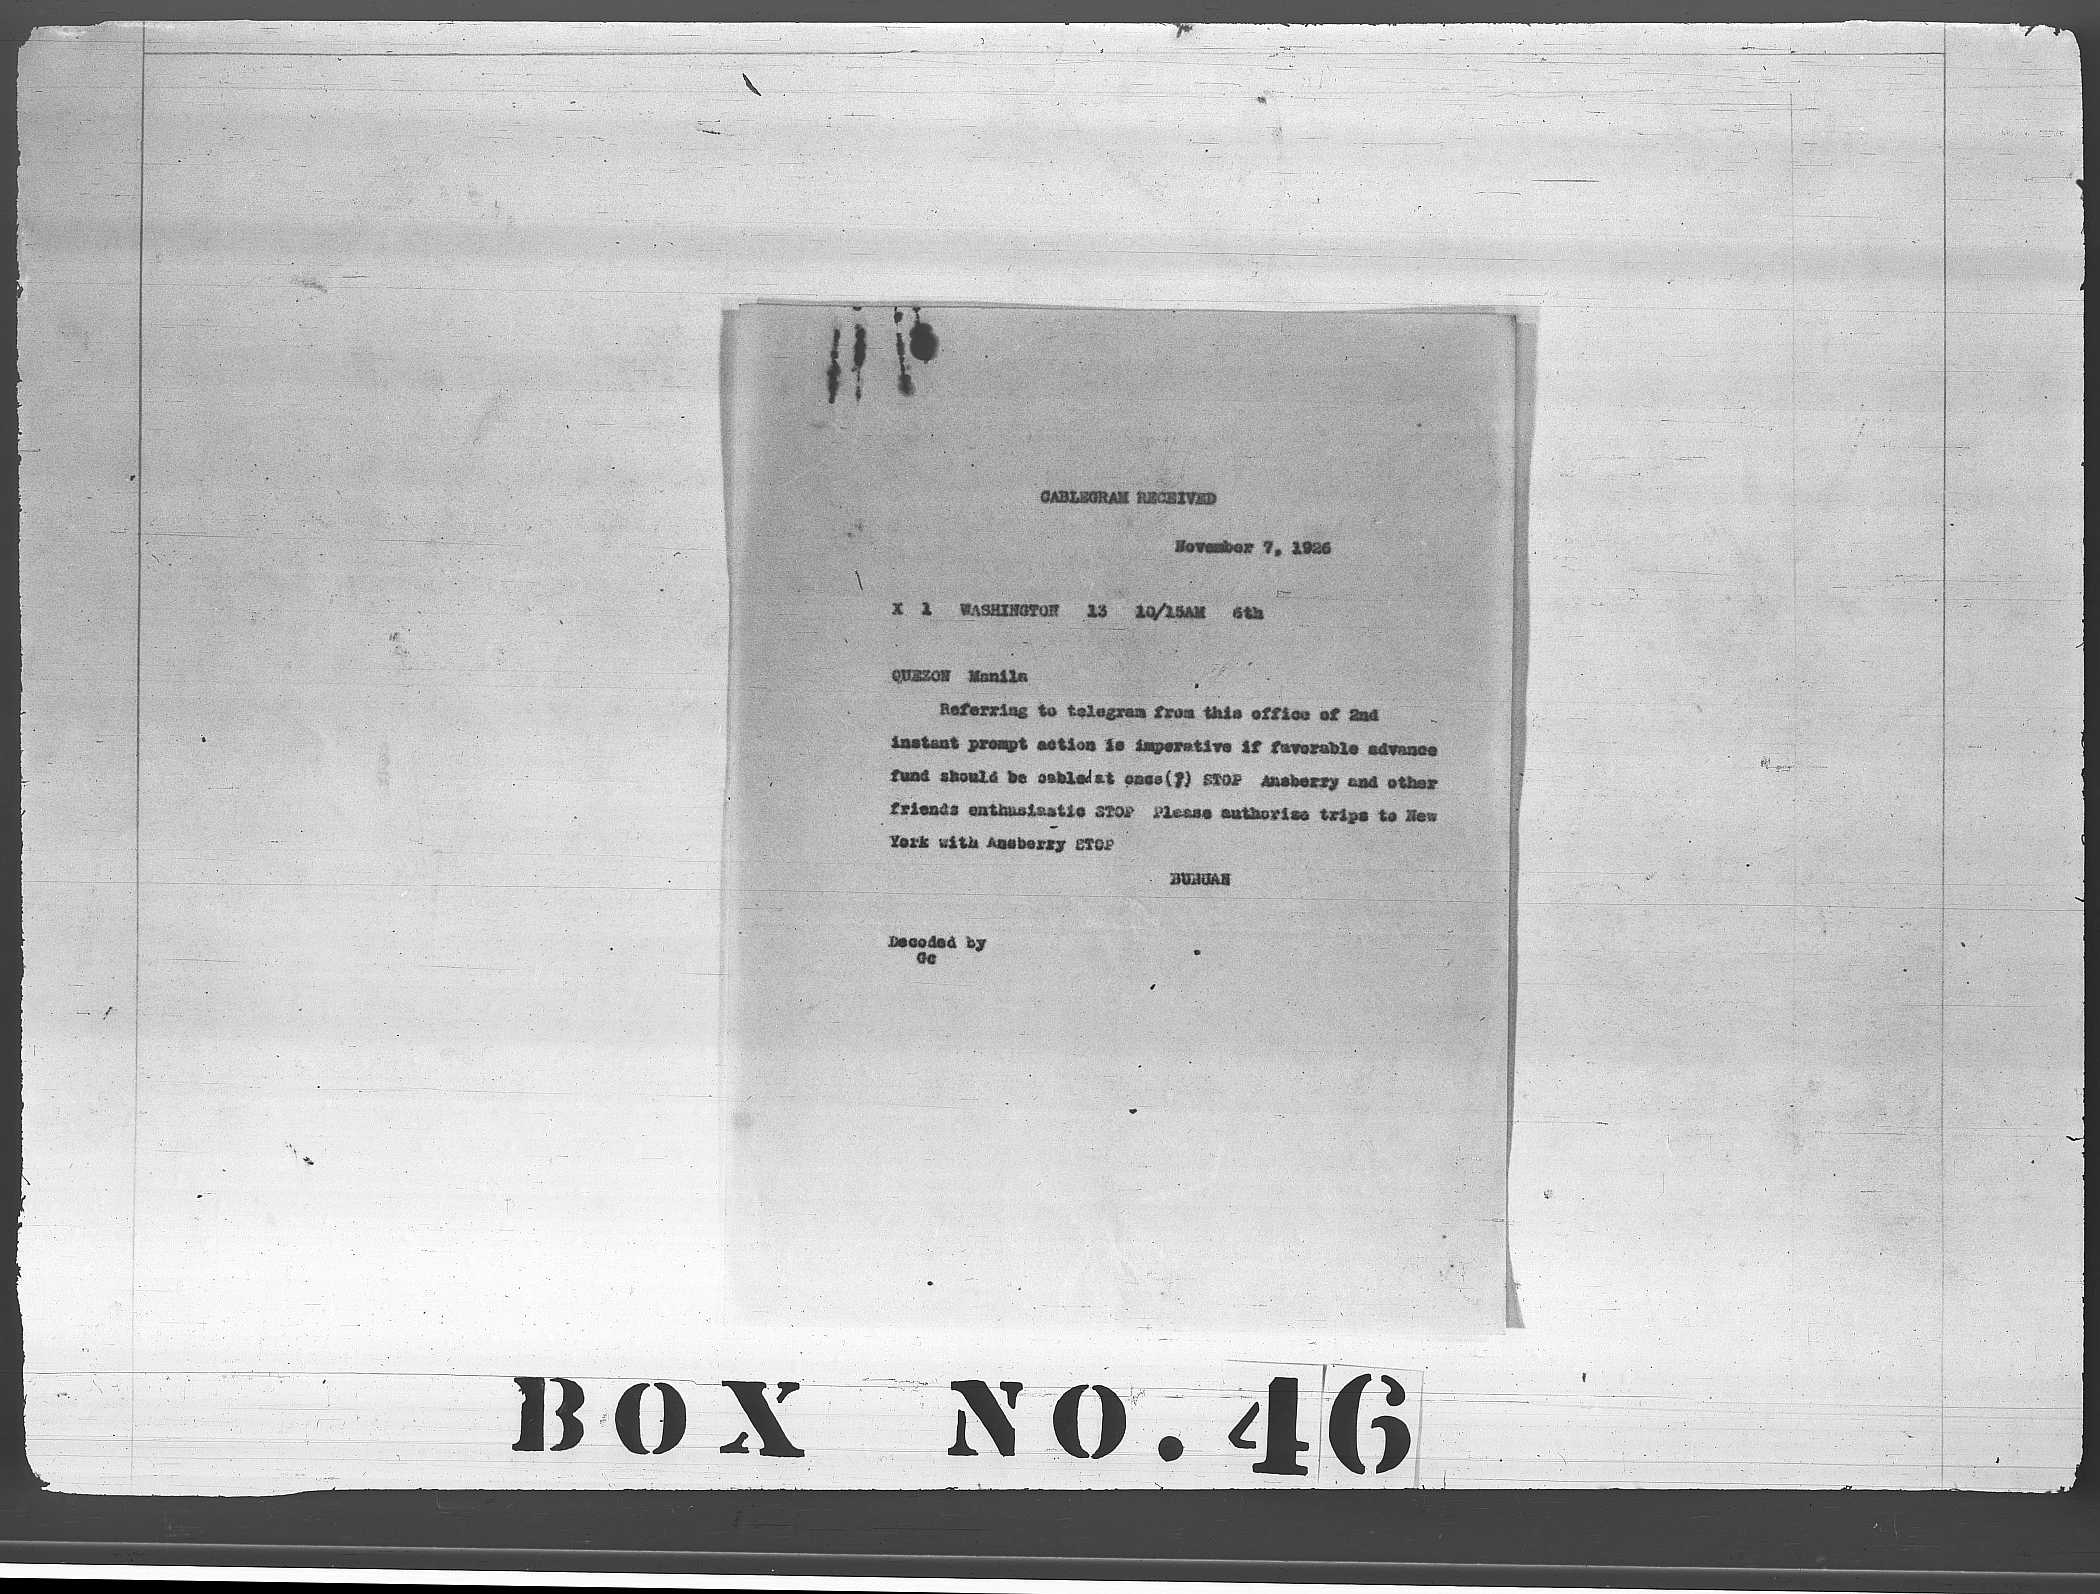 CABLEGRAM RECEIVED
November 7, 1926
X 1 WASHINGTON 13 10/15AM 6th
QUEZON Manila
Referring to telegram from this office of 2nd
instant prompt action is imperative if favorable advance
fund should be cabled at once(?) STOP Ansberry and other
friends enthusiastic STOP Please authorize trips to New
York with Ansberry STOP
BUHUAN
Decoded by
Gc
BOX NO. 46